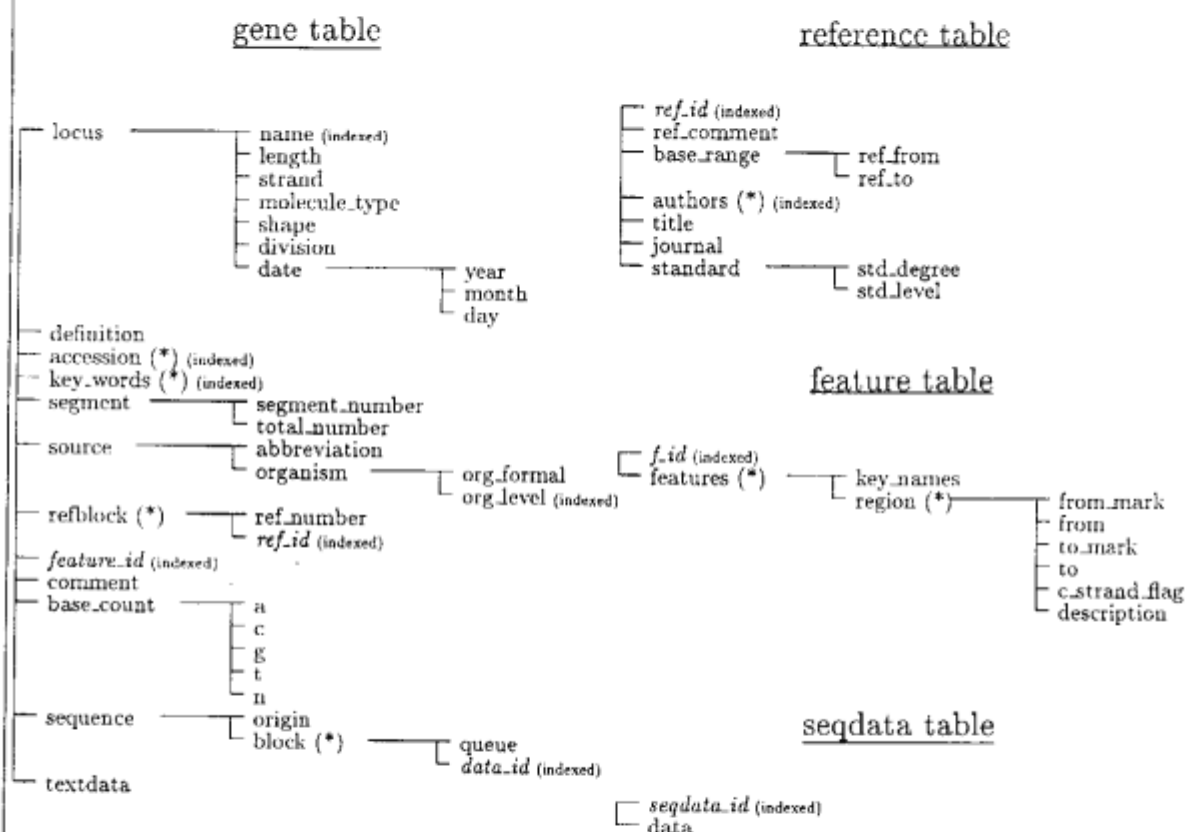 gene table
locus
name (indexed)
length
strand
molecule_type
shape
division
date
year
month
day
definition
accession (*) (indexed)
key_words (*) (indexed)
segment
segment_number
total_number
source
abbreviation
organism
org_formal
org_level (indexed)
refblock (*)
ref_number
ref_id (indexed)
feature_id (indexed)
comment
base_count
a
c
g
t
n
sequence
origin
block (*)
queue
data_id (indexed)
textdata
reference table
ref_id (indexed)
ref_comment
base_range
ref_from
ref_to
authors (*) (indexed)
title
journal
standard
std_degree
std_level
feature table
f_id (indexed)
features (*)
key_names
region (*)
from_mark
from
to_mark
to
c_strand_flag
description
seqdata table
seqdata_id (indexed)
data